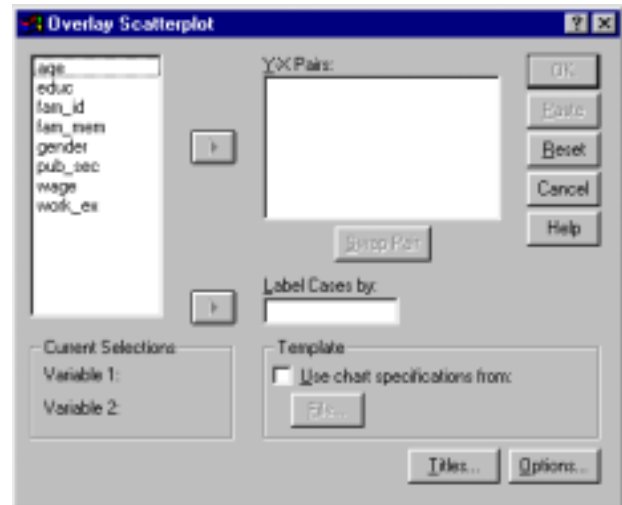 Overlay Scatterplot
age
educ
fam_id
fam_mem
gender
pub_sec
wage
work_ex
Y-X Pairs:
OK
Paste
Reset
Cancel
Help
Swap Pair
Label Cases by:
Current Selections
Variable 1:
Variable 2:
Template
Use chart specifications from:
File...
Titles...
Options...